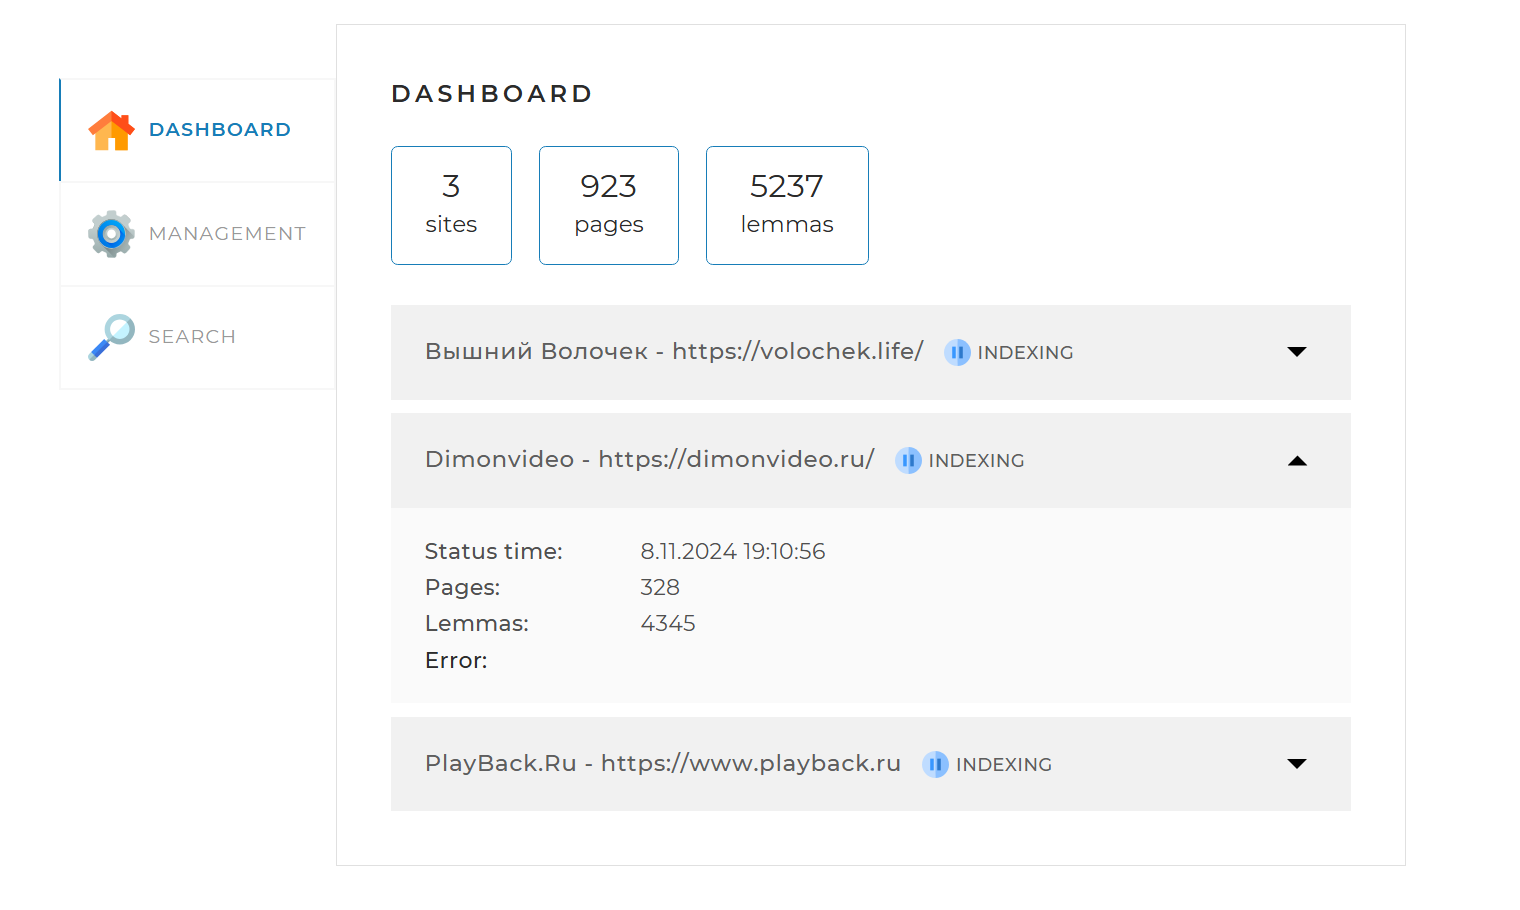 DASHBOARD
MANAGEMENT
SEARCH
DASHBOARD
3
sites
923
pages
5237
lemmas
Вышний Волочек - https://volochek.life/ INDEXING
Dimonvideo - https://dimonvideo.ru/ INDEXING
Status time: 8.11.2024 19:10:56
Pages: 328
Lemmas: 4345
Error:
PlayBack.Ru - https://www.playback.ru INDEXING